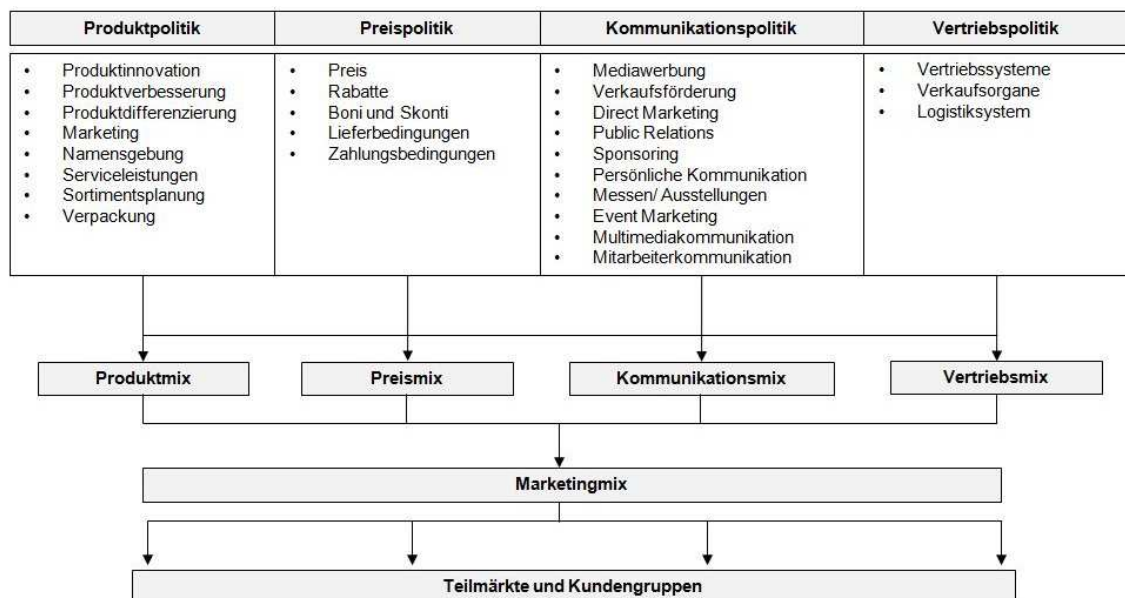 Produktpolitik
Preispolitik
Kommunikationspolitik
Vertriebspolitik
• Produktinnovation
• Produktverbesserung
• Produktdifferenzierung
• Marketing
• Namensgebung
• Serviceleistungen
• Sortimentsplanung
• Verpackung
• Preis
• Rabatte
• Boni und Skonti
• Lieferbedingungen
• Zahlungsbedingungen
• Mediawerbung
• Verkaufsförderung
• Direct Marketing
• Public Relations
• Sponsoring
• Persönliche Kommunikation
• Messen/ Ausstellungen
• Event Marketing
• Multimediakommunikation
• Mitarbeiterkommunikation
• Vertriebssysteme
• Verkaufsorgane
• Logistiksystem
Produktmix
Preismix
Kommunikationsmix
Vertriebsmix
Marketingmix
Teilmärkte und Kundengruppen